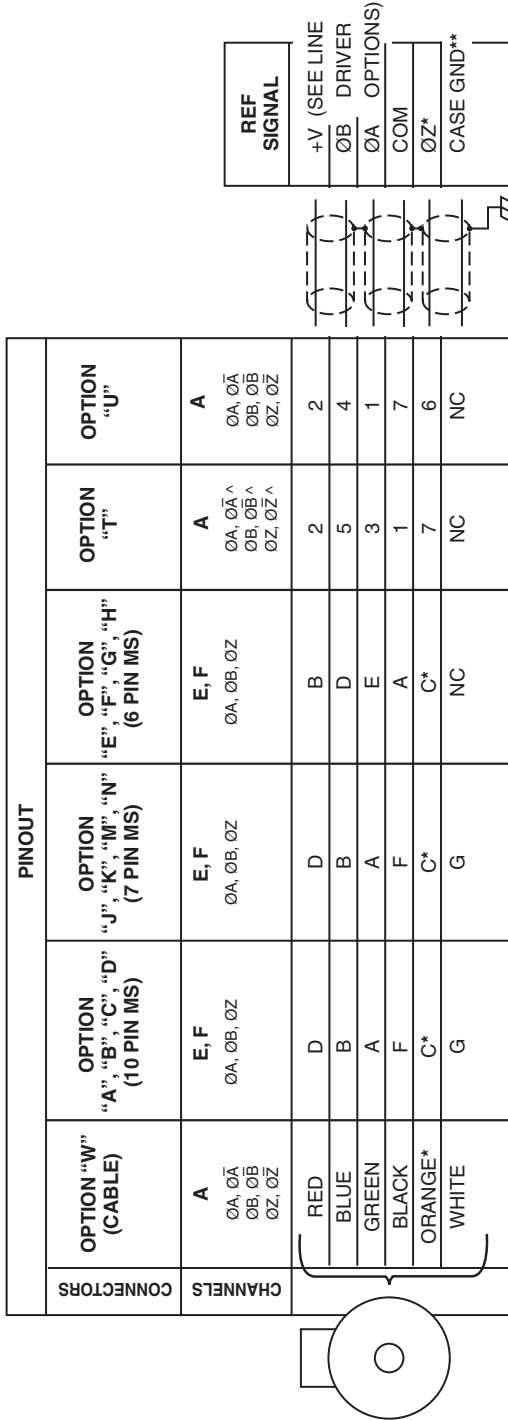 PINOUT
CONNECTORS
OPTION "W"
(CABLE)
OPTION
"A", "B", "C", "D"
(10 PIN MS)
OPTION
"J", "K", "M", "N"
(7 PIN MS)
OPTION
"E", "F", "G", "H"
(6 PIN MS)
OPTION
"T"
OPTION
"U"
CHANNELS
A
ØA, ØA̅
ØB, ØB̅
ØZ, ØZ̅
E, F
ØA, ØB, ØZ
E, F
ØA, ØB, ØZ
E, F
ØA, ØB, ØZ
A
ØA, ØA̅ ^
ØB, ØB̅ ^
ØZ, ØZ̅ ^
A
ØA, ØA̅
ØB, ØB̅
ØZ, ØZ̅
REF
SIGNAL
RED D D B 2 2 +V (SEE LINE
BLUE B B D 5 4 ØB DRIVER
GREEN A A E 3 1 ØA OPTIONS)
BLACK F F A 1 7 COM
ORANGE* C* C* C* 7 6 ØZ*
WHITE G G NC NC NC CASE GND**